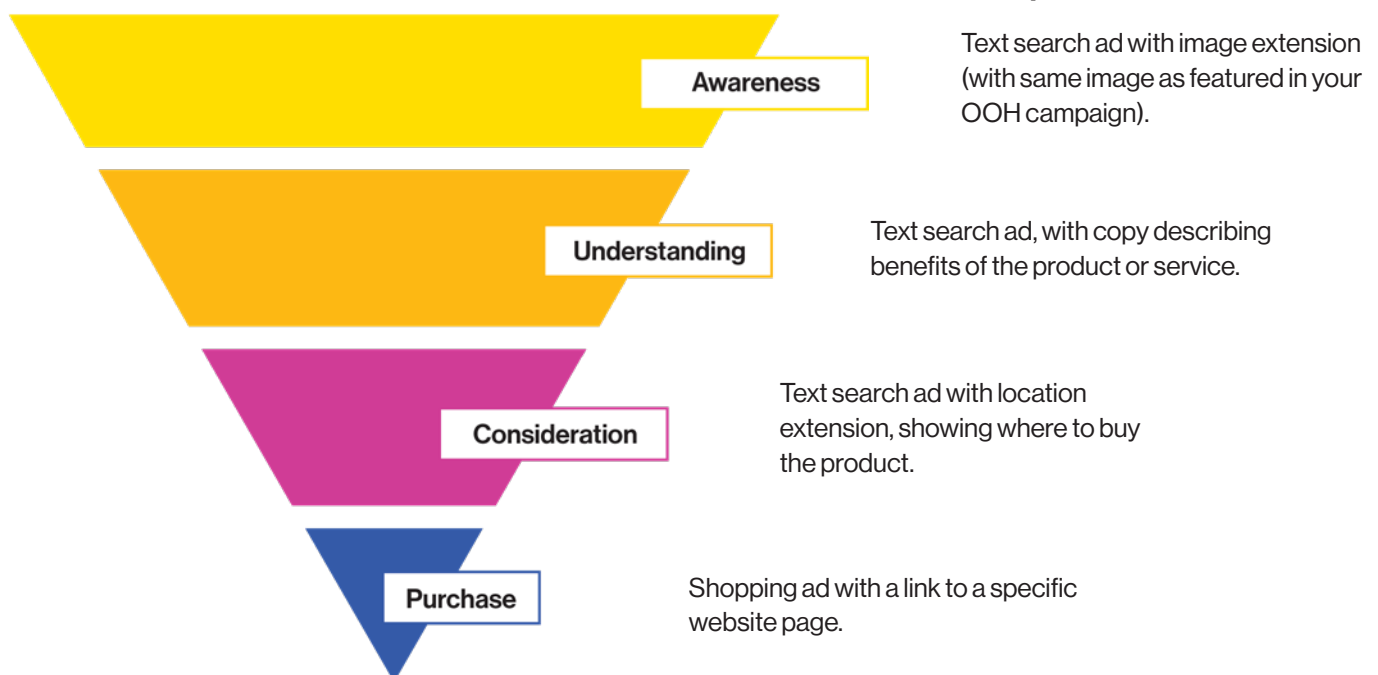 Awareness
Text search ad with image extension
(with same image as featured in your
OOH campaign).
Understanding
Text search ad, with copy describing
benefits of the product or service.
Consideration
Text search ad with location
extension, showing where to buy
the product.
Purchase
Shopping ad with a link to a specific
website page.